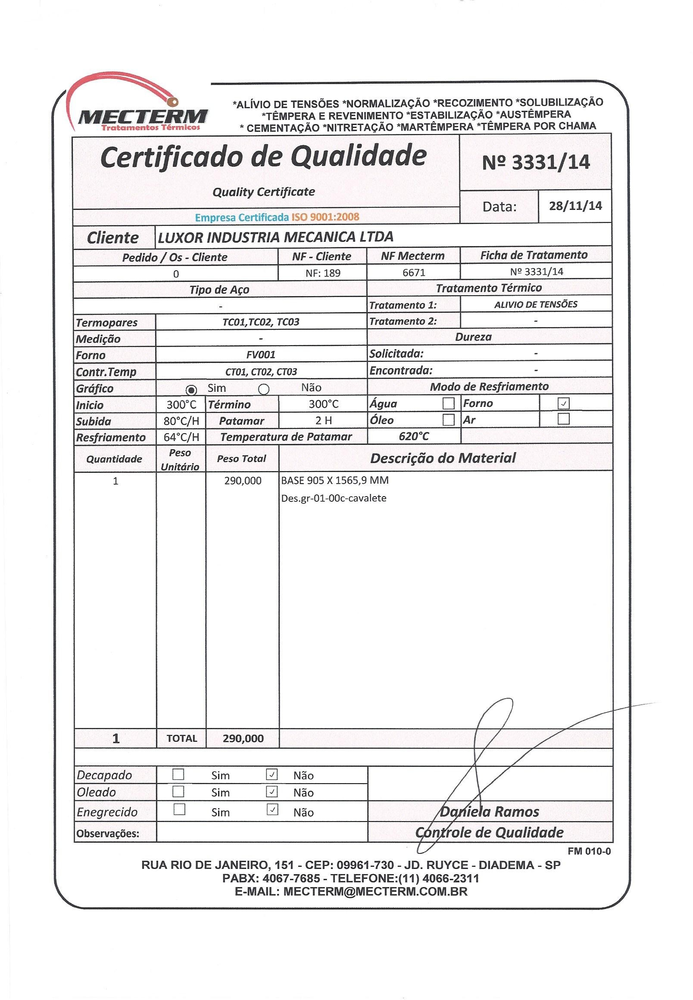 MECTERM
Tratamentos Térmicos
*ALÍVIO DE TENSÕES *NORMALIZAÇÃO *RECOZIMENTO *SOLUBILIZAÇÃO
*TÊMPERA E REVENIMENTO *ESTABILIZAÇÃO *AUSTÊMPERA
* CEMENTAÇÃO *NITRETAÇÃO *MARTÊMPERA *TÊMPERA POR CHAMA
Certificado de Qualidade
Nº 3331/14
Quality Certificate
Data: 28/11/14
Empresa Certificada ISO 9001:2008
Cliente LUXOR INDUSTRIA MECANICA LTDA
Pedido / Os - Cliente NF - Cliente NF Mecterm Ficha de Tratamento
0 NF: 189 6671 Nº 3331/14
Tipo de Aço Tratamento Térmico
- Tratamento 1: ALIVIO DE TENSÕES
Termopares TC01,TC02, TC03 Tratamento 2: -
Medição - Dureza
Forno FV001 Solicitada: -
Contr.Temp CT01, CT02, CT03 Encontrada: -
Gráfico Sim Não Modo de Resfriamento
Inicio 300°C Término 300°C Água Forno
Subida 80°C/H Patamar 2 H Óleo Ar
Resfriamento 64°C/H Temperatura de Patamar 620°C
Quantidade Peso Unitário Peso Total Descrição do Material
1 290,000 BASE 905 X 1565,9 MM
Des.gr-01-00c-cavalete
1 TOTAL 290,000
Decapado Sim Não
Oleado Sim Não
Enegrecido Sim Não Daniela Ramos
Observações: Controle de Qualidade
FM 010-0
RUA RIO DE JANEIRO, 151 - CEP: 09961-730 - JD. RUYCE - DIADEMA - SP
PABX: 4067-7685 - TELEFONE:(11) 4066-2311
E-MAIL: MECTERM@MECTERM.COM.BR